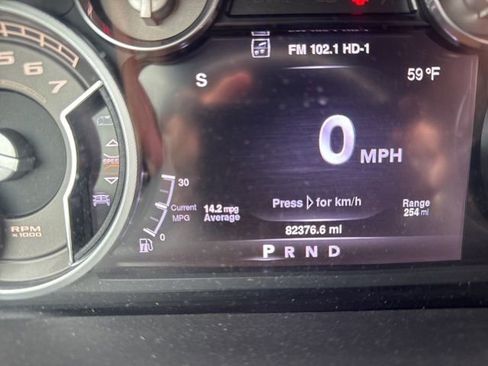 FM 102.1 HD-1
S
59 °F
6 7
0 MPH
SPEED
30
Current
MPG
0
14.2 mpg
Average
Press ▷ for km/h
Range
254 mi
RPM
x1000
82376.6 mi
P R N D